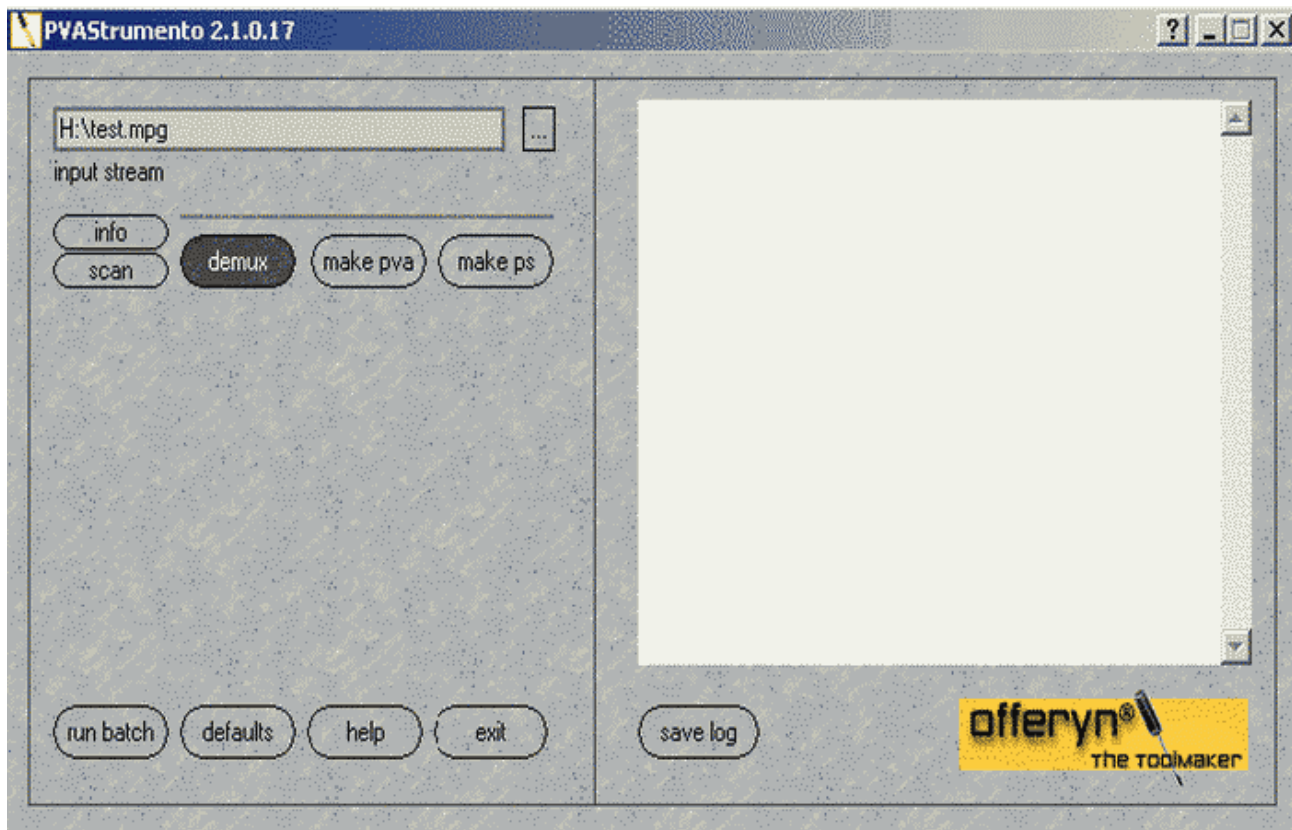 PVAStrumento 2.1.0.17
?
H:\test.mpg
...
input stream
info
scan
demux
make pva
make ps
run batch
defaults
help
exit
save log
offeryn®
The Toolmaker